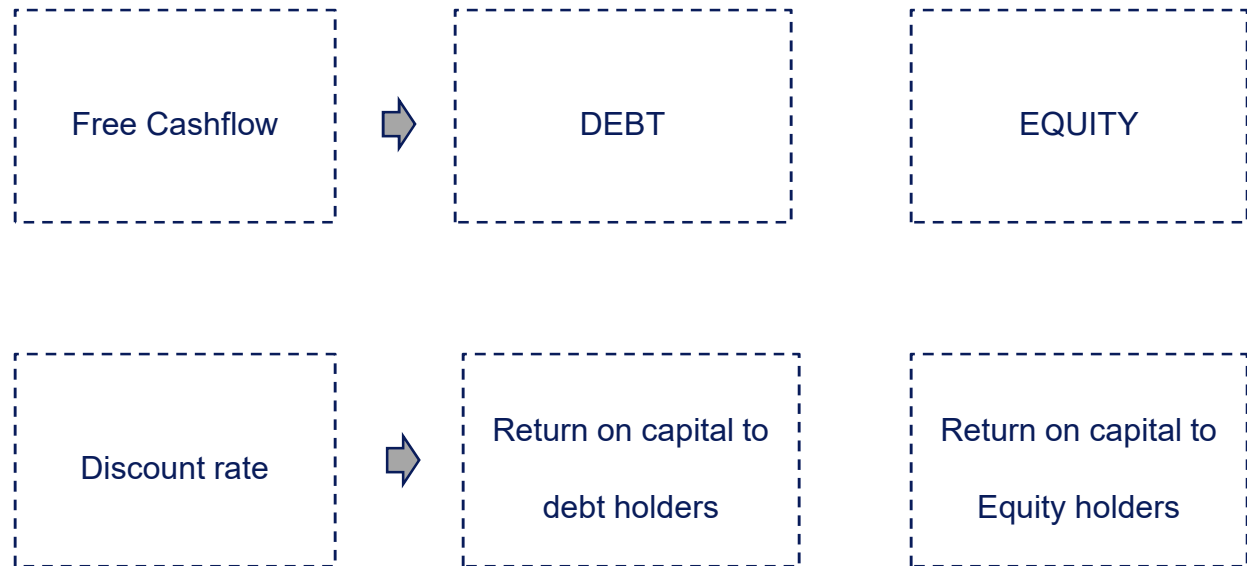 Free Cashflow
DEBT
EQUITY
Discount rate
Return on capital to
debt holders
Return on capital to
Equity holders